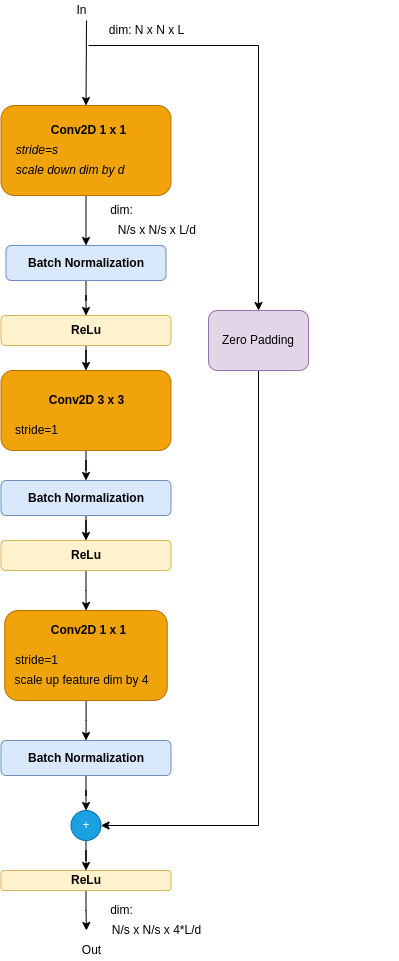 In
dim: N x N x L
Conv2D 1 x 1
stride=s
scale down dim by d
dim:
N/s x N/s x L/d
Batch Normalization
ReLu
Zero Padding
Conv2D 3 x 3
stride=1
Batch Normalization
ReLu
Conv2D 1 x 1
stride=1
scale up feature dim by 4
Batch Normalization
+
ReLu
dim:
N/s x N/s x 4*L/d
Out